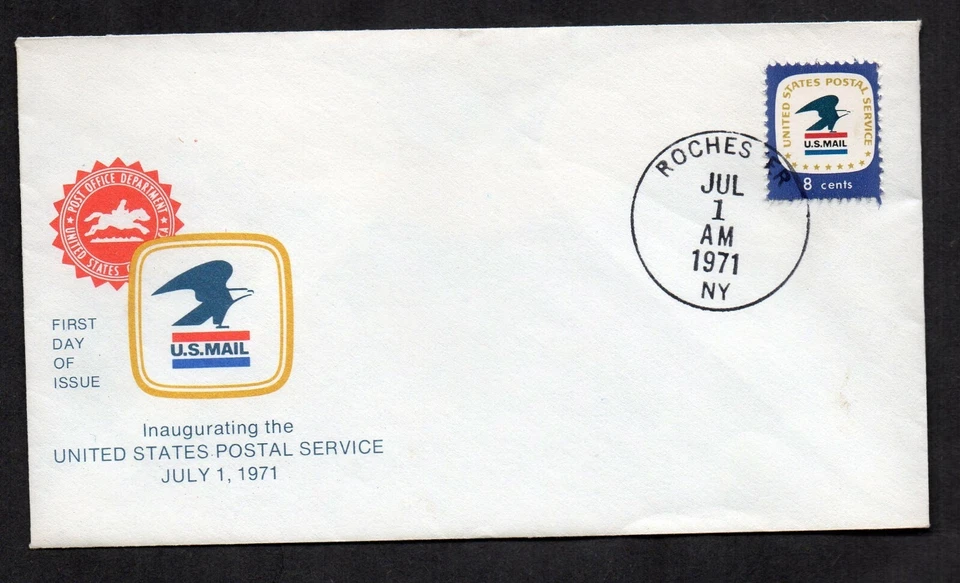 UNITED STATES POSTAL SERVICE
U.S.MAIL
8 cents
ROCHESTER
JUL
1
AM
1971
NY
POST OFFICE DEPARTMENT
UNITED STATES
U.S.MAIL
FIRST
DAY
OF
ISSUE
Inaugurating the
UNITED STATES POSTAL SERVICE
JULY 1, 1971